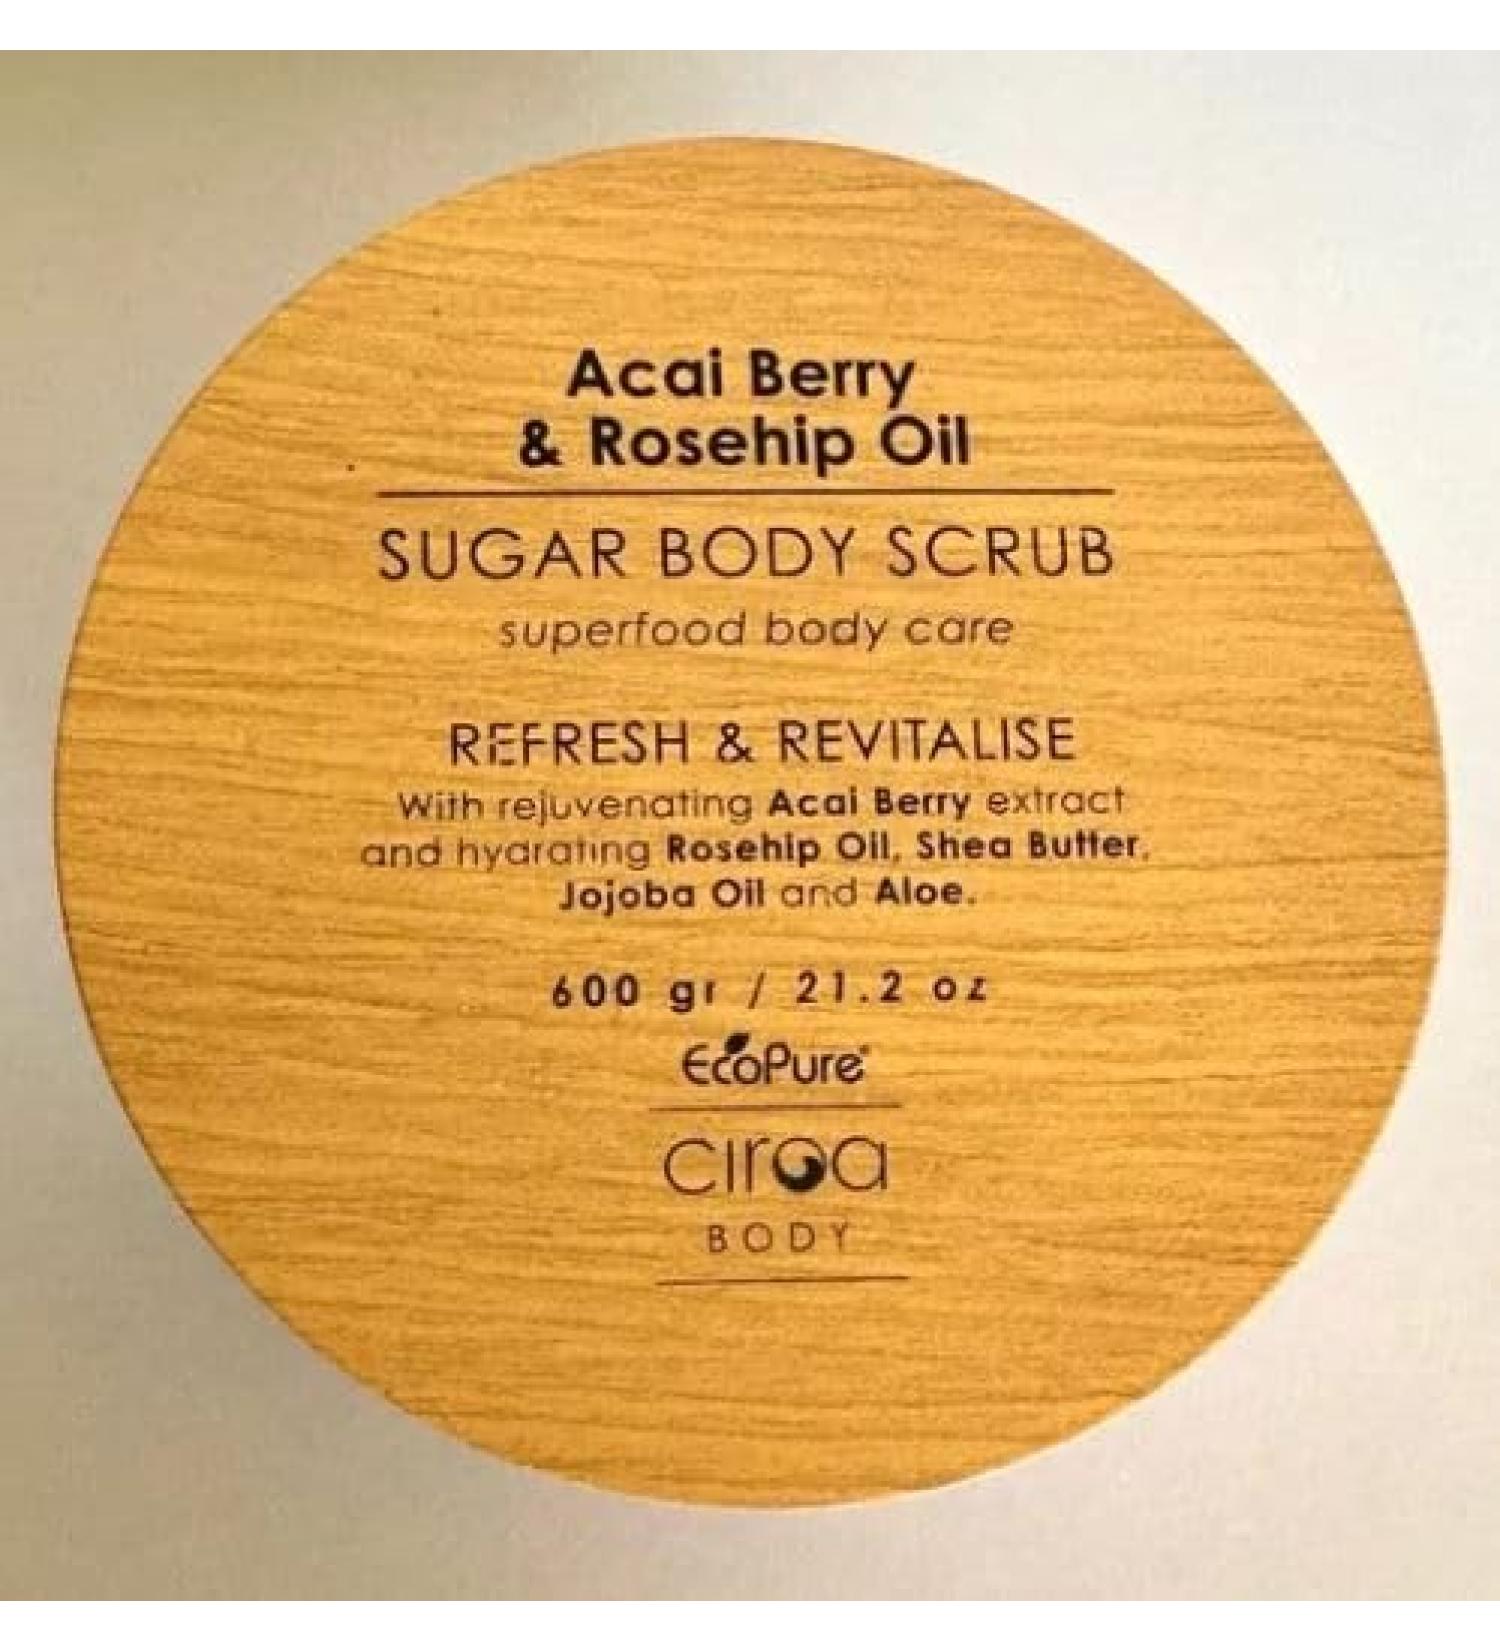 Acai Berry
& Rosehip Oil
SUGAR BODY SCRUB
superfood body care
REFRESH & REVITALISE
With rejuvenating Acai Berry extract
and hydrating Rosehip Oil, Shea Butter,
Jojoba Oil and Aloe.
600 gr / 21.2 oz
EcoPure®
ciroa
BODY